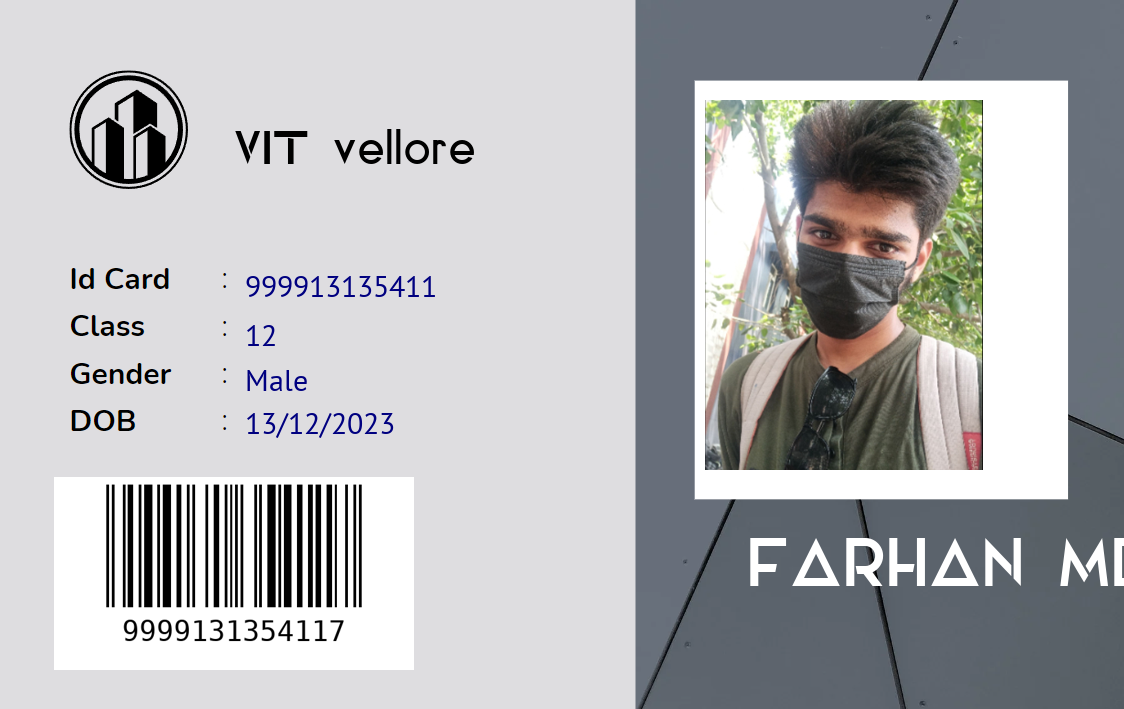 VIT vellore
Id Card : 999913135411
Class : 12
Gender : Male
DOB : 13/12/2023
9999131354117
FARHAN